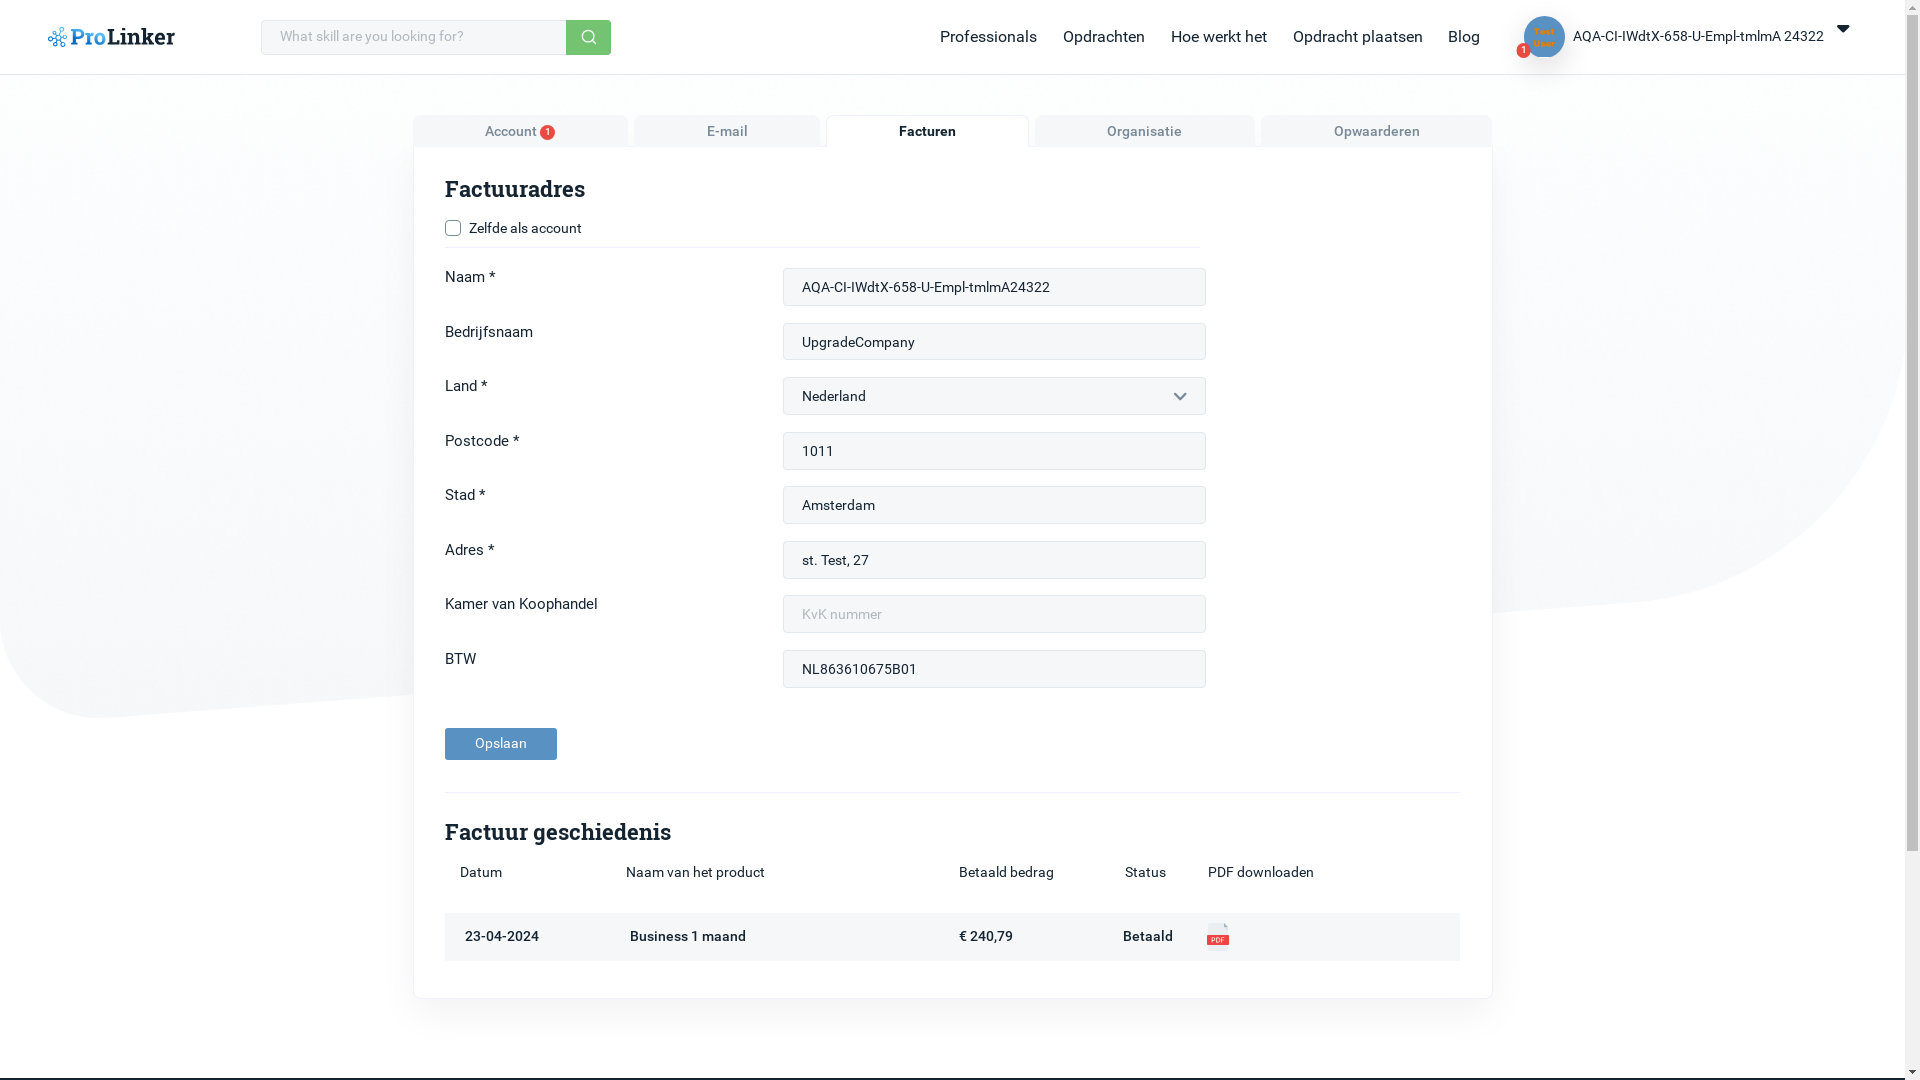 ProLinker
What skill are you looking for?
Professionals
Opdrachten
Hoe werkt het
Opdracht plaatsen
Blog
Test User
1
AQA-CI-IWdtX-658-U-Empl-tmlmA 24322
Account 1
E-mail
Facturen
Organisatie
Opwaarderen
Factuuradres
Zelfde als account
Naam *
AQA-CI-IWdtX-658-U-Empl-tmlmA24322
Bedrijfsnaam
UpgradeCompany
Land *
Nederland
Postcode *
1011
Stad *
Amsterdam
Adres *
st. Test, 27
Kamer van Koophandel
KvK nummer
BTW
NL863610675B01
Opslaan
Factuur geschiedenis
Datum Naam van het product Betaald bedrag Status PDF downloaden
23-04-2024 Business 1 maand € 240,79 Betaald PDF